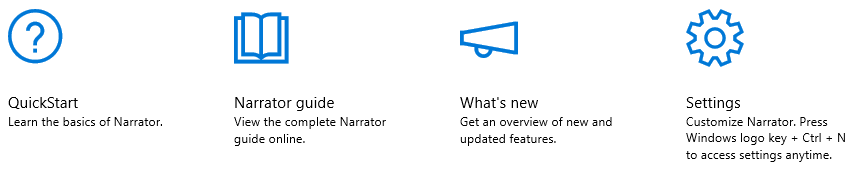 ?
QuickStart
Learn the basics of Narrator.
Narrator guide
View the complete Narrator
guide online.
What's new
Get an overview of new and
updated features.
Settings
Customize Narrator. Press
Windows logo key + Ctrl + N
to access settings anytime.